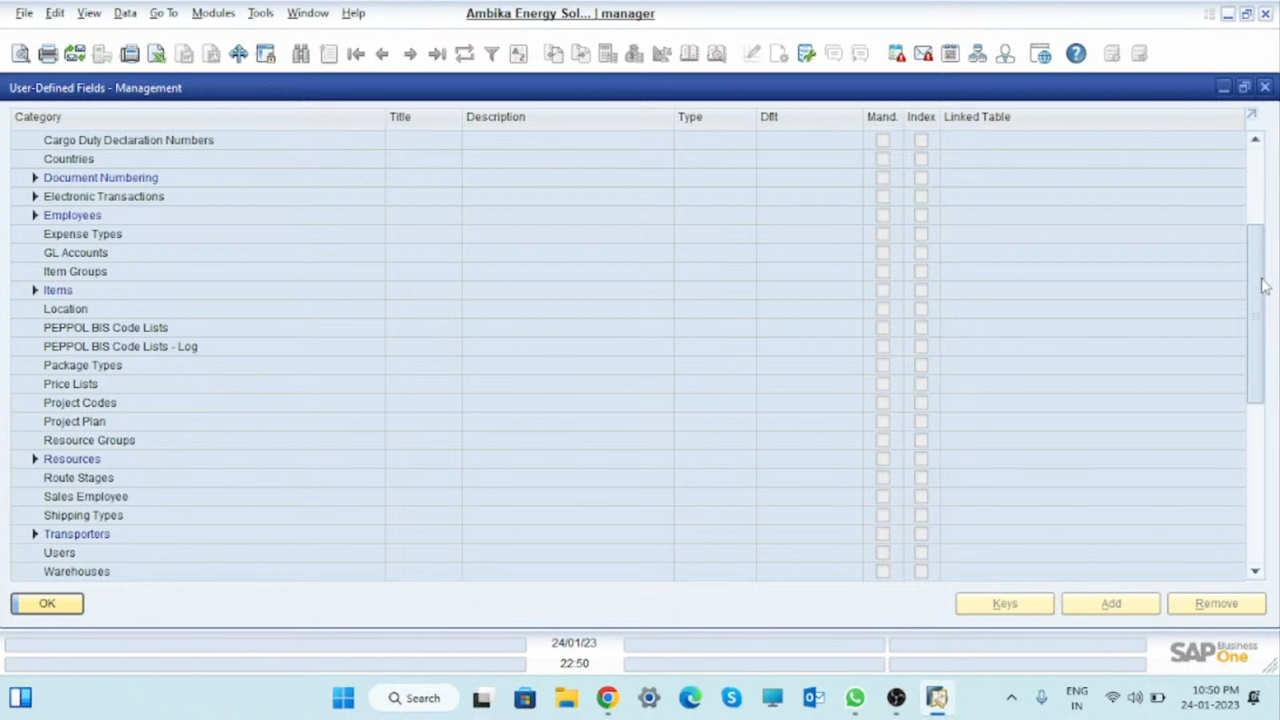 File Edit View Data Go To Modules Tools Window Help Ambika Energy Sol... | manager
User-Defined Fields - Management
Category Title Description Type Dflt Mand. Index Linked Table
Cargo Duty Declaration Numbers
Countries
Document Numbering
Electronic Transactions
Employees
Expense Types
GL Accounts
Item Groups
Items
Location
PEPPOL BIS Code Lists
PEPPOL BIS Code Lists - Log
Package Types
Price Lists
Project Codes
Project Plan
Resource Groups
Resources
Route Stages
Sales Employee
Shipping Types
Transporters
Users
Warehouses
OK Keys Add Remove
24/01/23
22:50
SAP Business One
Search
ENG
IN
10:50 PM
24-01-2023